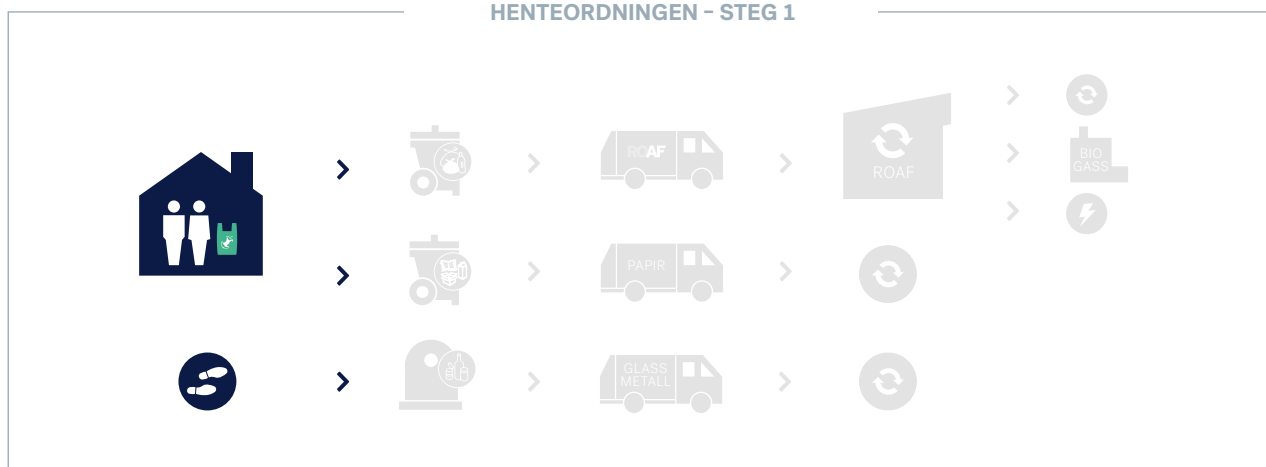 HENTEORDNINGEN – STEG 1
ROAF
ROAF
BIO
GASS
PAPIR
GLASS
METALL